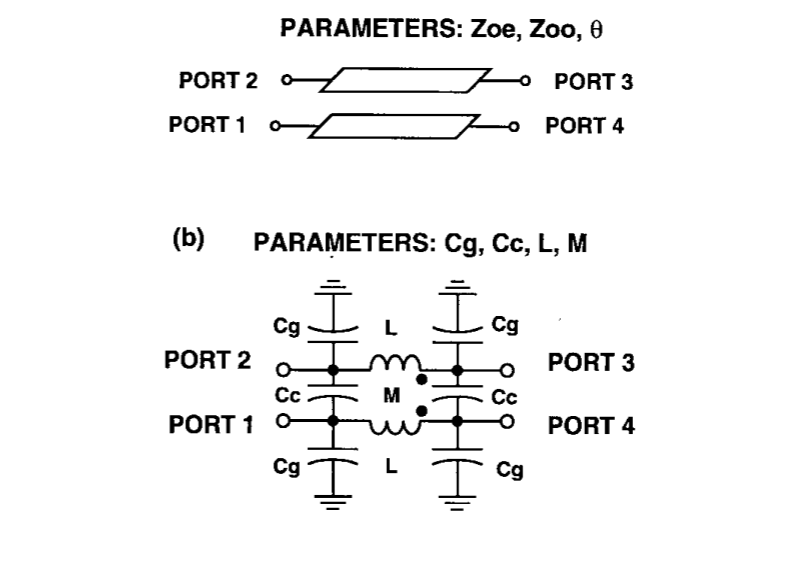 PARAMETERS: Zoe, Zoo, θ
PORT 2 PORT 3
PORT 1 PORT 4
(b) PARAMETERS: Cg, Cc, L, M
Cg L Cg
PORT 2 PORT 3
Cc M Cc
PORT 1 PORT 4
Cg L Cg